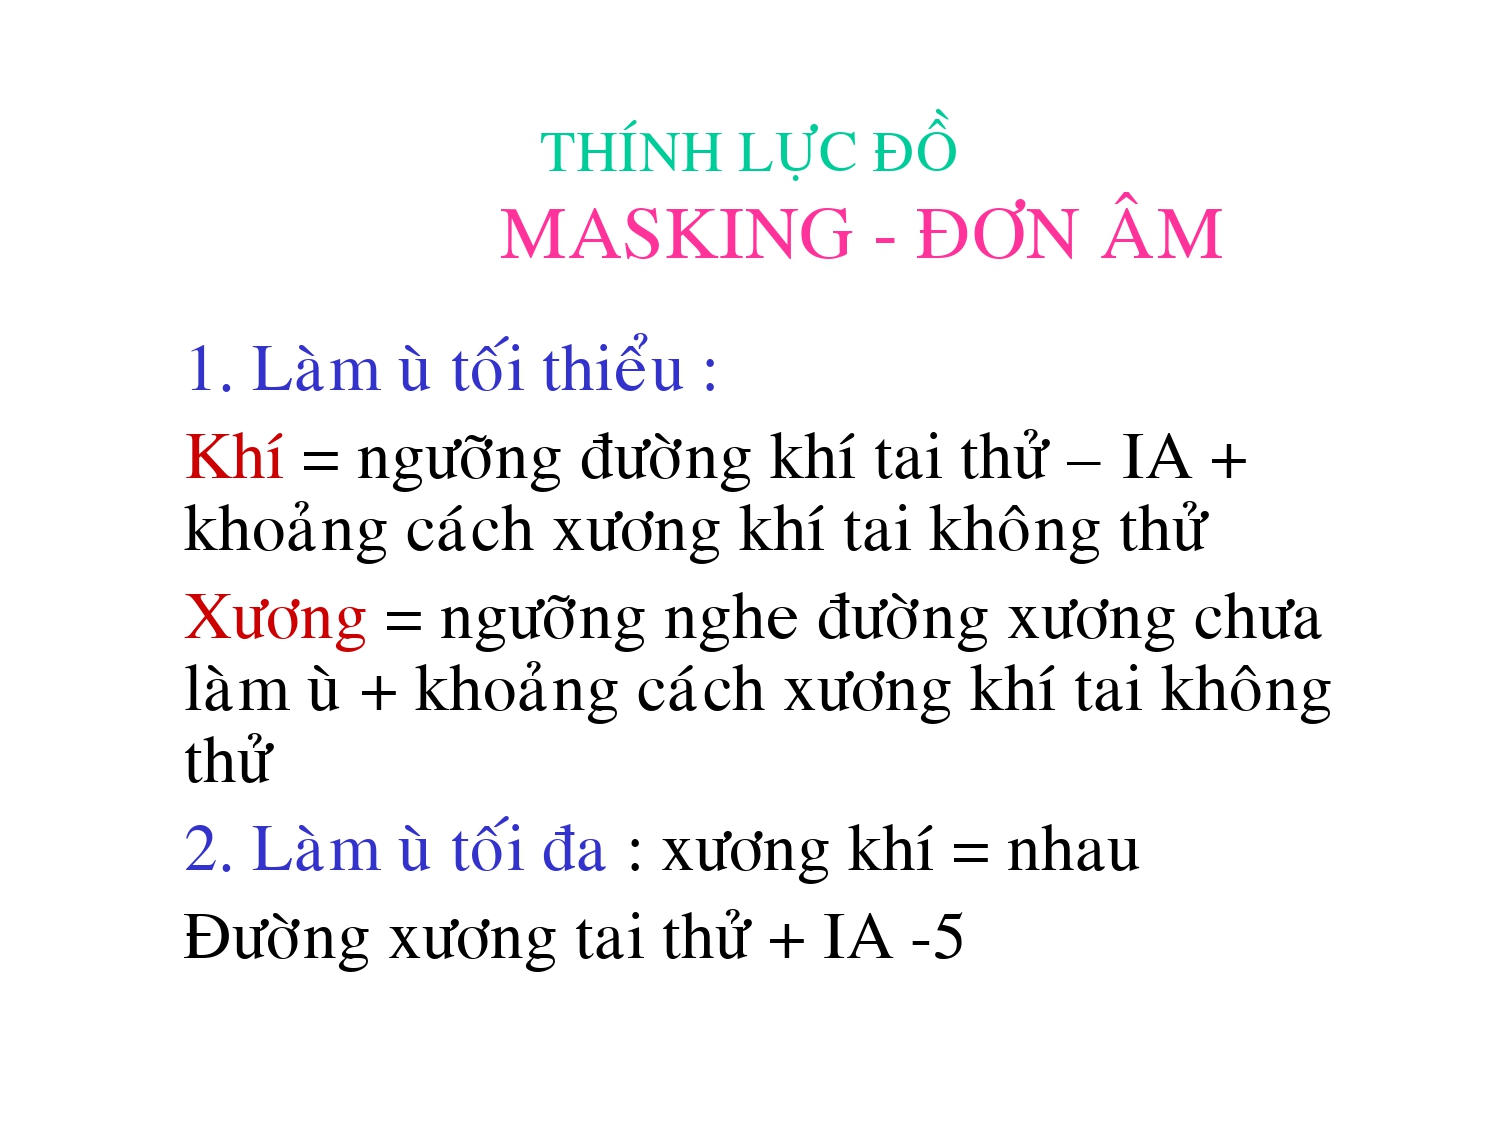 THÍNH LỰC ĐỒ
MASKING - ĐƠN ÂM
1. Làm ù tối thiểu :
Khí = ngưỡng đường khí tai thử – IA +
khoảng cách xương khí tai không thử
Xương = ngưỡng nghe đường xương chưa
làm ù + khoảng cách xương khí tai không
thử
2. Làm ù tối đa : xương khí = nhau
Đường xương tai thử + IA -5